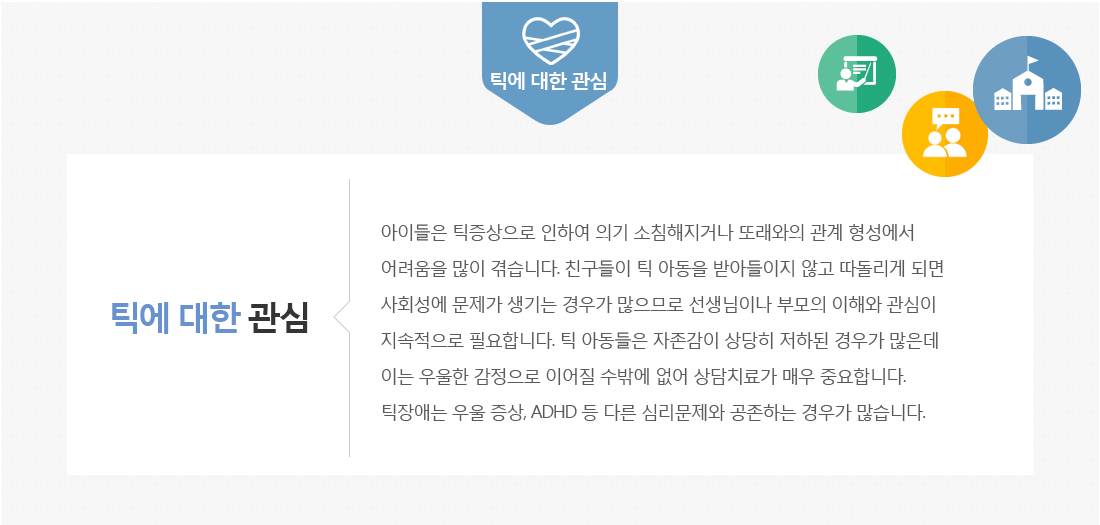 틱에 대한 관심
틱에 대한 관심
아이들은 틱증상으로 인하여 의기 소침해지거나 또래와의 관계 형성에서
어려움을 많이 겪습니다. 친구들이 틱 아동을 받아들이지 않고 따돌리게 되면
사회성에 문제가 생기는 경우가 많으므로 선생님이나 부모의 이해와 관심이
지속적으로 필요합니다. 틱 아동들은 자존감이 상당히 저하된 경우가 많은데
이는 우울한 감정으로 이어질 수밖에 없어 상담치료가 매우 중요합니다.
틱장애는 우울 증상, ADHD 등 다른 심리문제와 공존하는 경우가 많습니다.